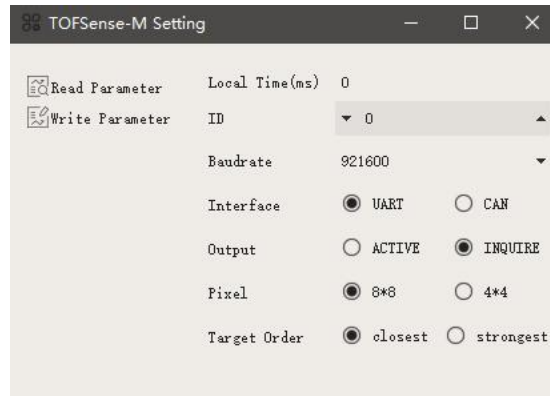 TOFSense-M Setting
Read Parameter
Write Parameter
Local Time(ms) 0
ID 0
Baudrate 921600
Interface UART CAN
Output ACTIVE INQUIRE
Pixel 8*8 4*4
Target Order closest strongest